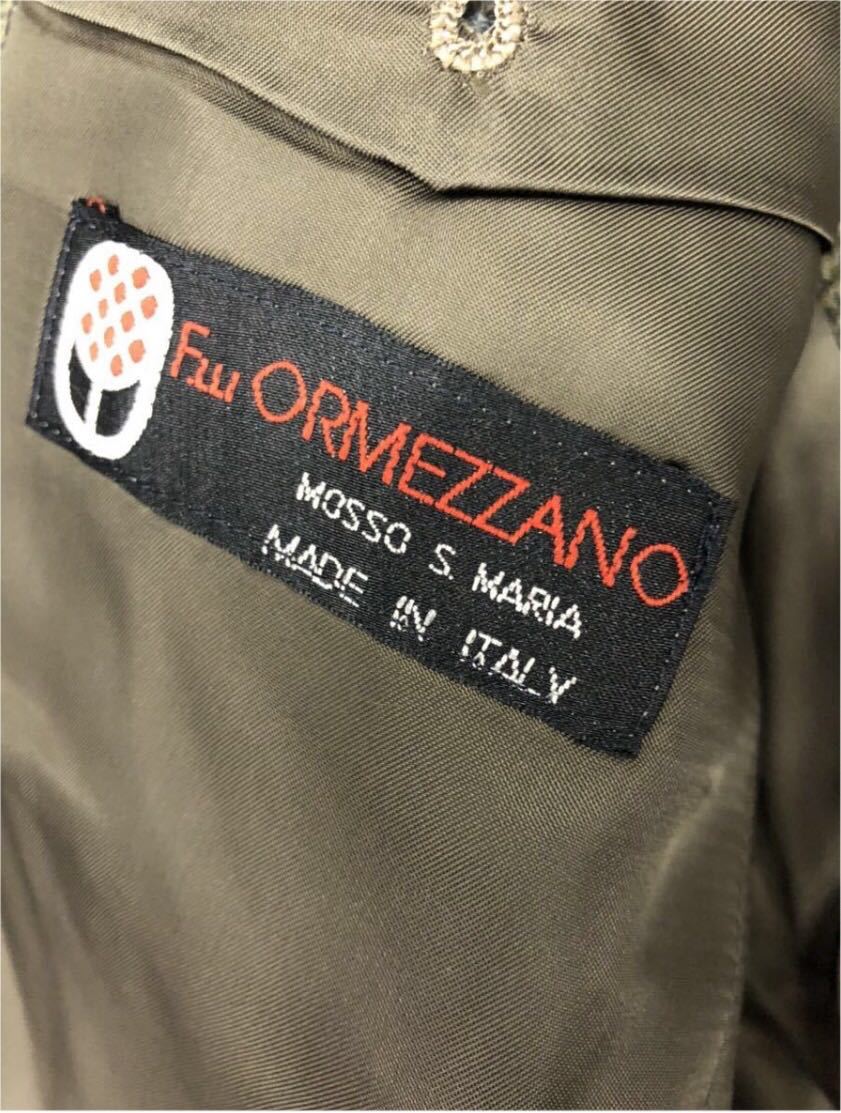 F.lli ORMEZZANO
MOSSO S. MARIA
MADE IN ITALY